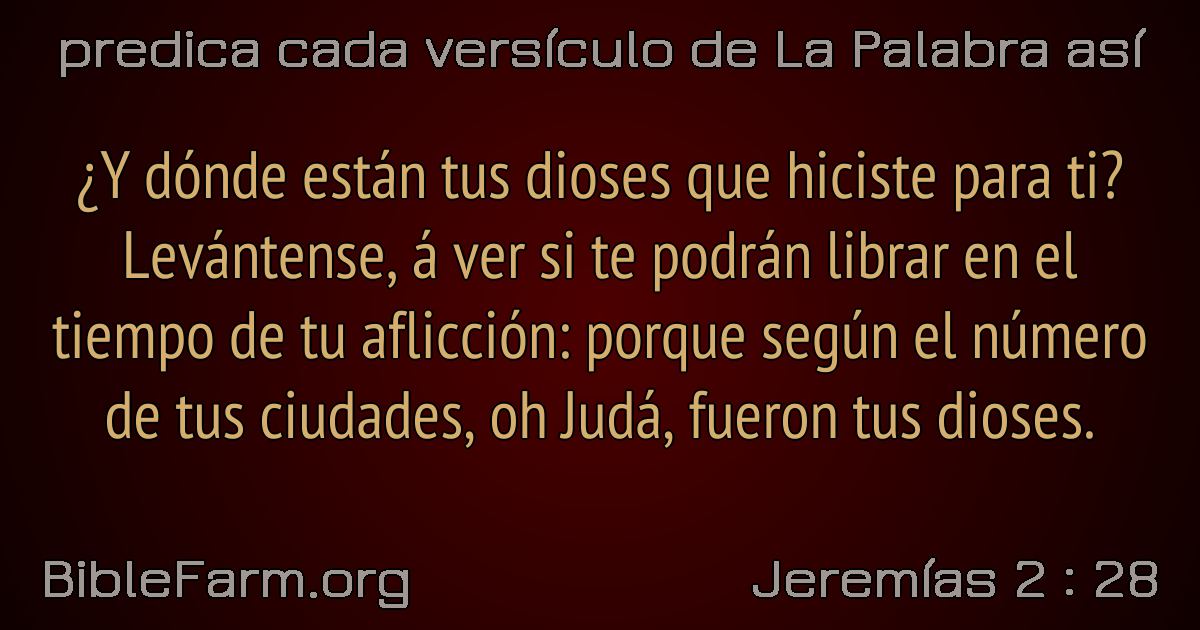 predica cada versículo de La Palabra así
¿Y dónde están tus dioses que hiciste para ti?
Levántense, á ver si te podrán librar en el
tiempo de tu aflicción: porque según el número
de tus ciudades, oh Judá, fueron tus dioses.
BibleFarm.org
Jeremías 2 : 28